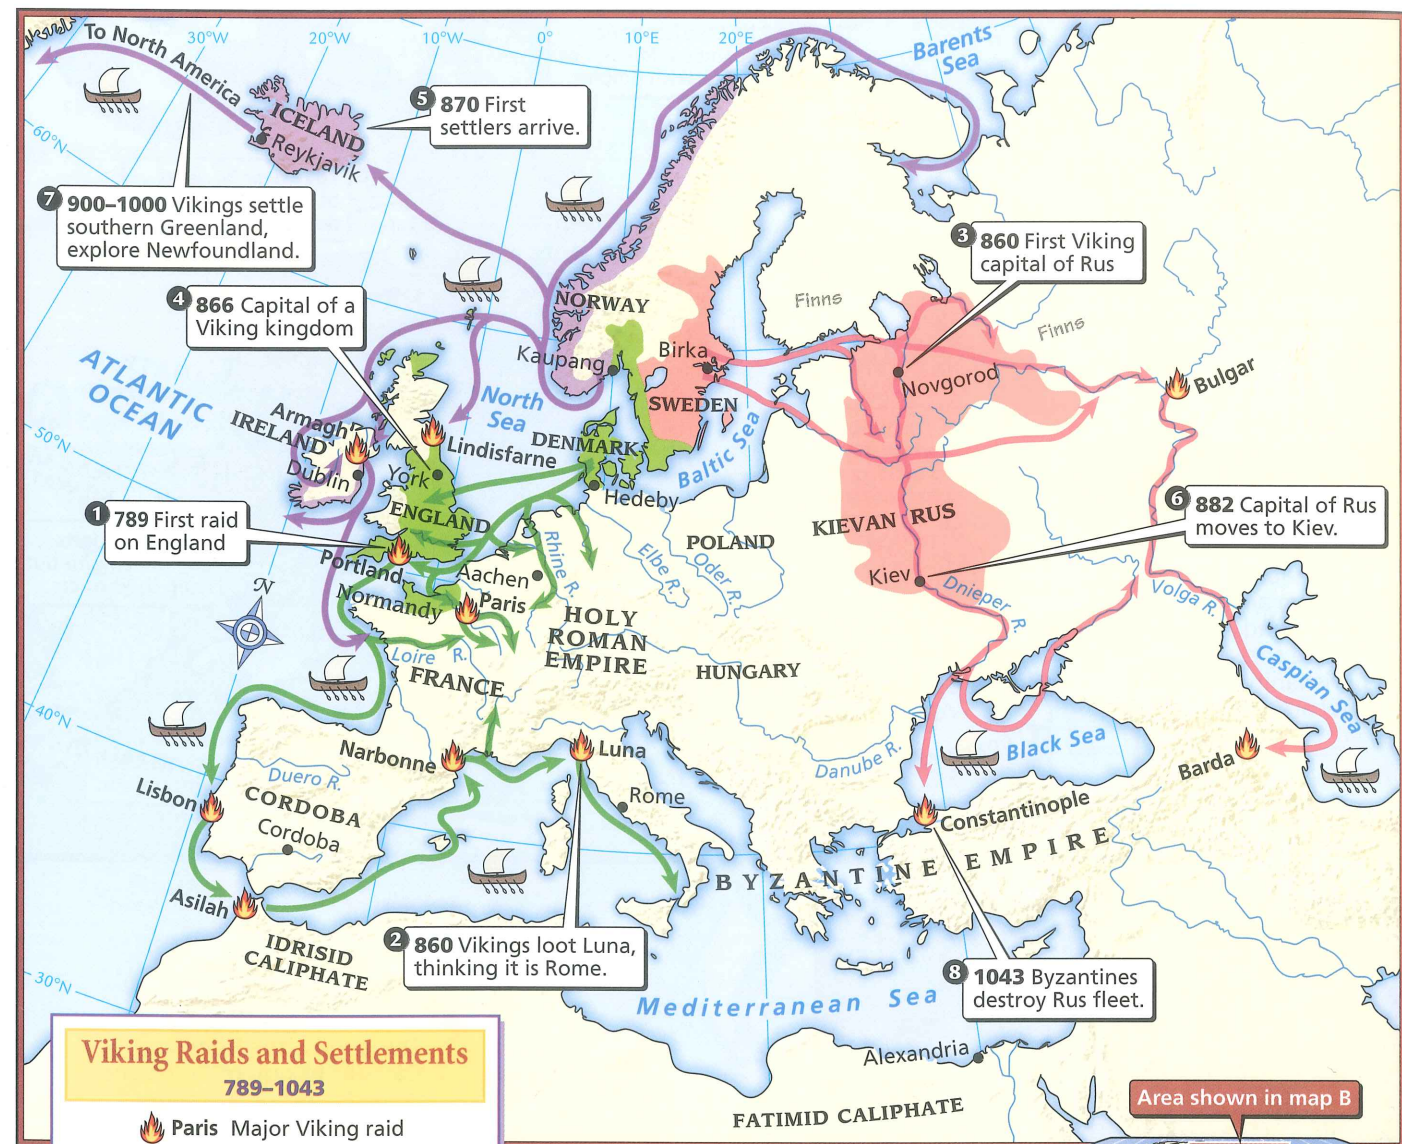 To North America
30°W
20°W
10°W
0°
10°E
20°E
Barents
Sea
60°N
ICELAND
Reykjavik
5 870 First
settlers arrive.
7 900–1000 Vikings settle
southern Greenland,
explore Newfoundland.
3 860 First Viking
capital of Rus
4 866 Capital of a
Viking kingdom
NORWAY
Finns
Finns
Kaupang
Birka
Novgorod
Bulgar
ATLANTIC
OCEAN
North
Sea
SWEDEN
Armagh
IRELAND
Dublin
Lindisfarne
DENMARK
Baltic Sea
50°N
York
Hedeby
ENGLAND
1 789 First raid
on England
KIEVAN RUS
6 882 Capital of Rus
moves to Kiev.
POLAND
Portland
Rhine R.
Elbe R.
Oder R.
Aachen
Kiev
Dnieper R.
Volga R.
N
Normandy
Paris
HOLY
ROMAN
EMPIRE
Loire R.
FRANCE
HUNGARY
Caspian Sea
40°N
Narbonne
Luna
Danube R.
Black Sea
Barda
Duero R.
Lisbon
CORDOBA
Cordoba
Rome
Constantinople
BYZANTINE EMPIRE
Asilah
IDRISID
CALIPHATE
2 860 Vikings loot Luna,
thinking it is Rome.
8 1043 Byzantines
destroy Rus fleet.
30°N
Mediterranean Sea
Alexandria
Viking Raids and Settlements
789–1043
Paris Major Viking raid
FATIMID CALIPHATE
Area shown in map B